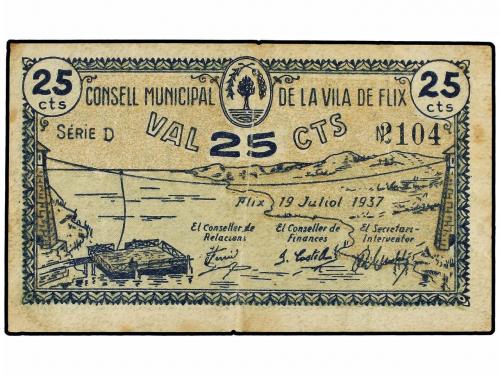 25 cts
25 cts
CONSELL MUNICIPAL DE LA VILA DE FLIX
SÈRIE D
VAL 25 CTS
Nº 2104
Flix 19 Juliol 1937
El Conseller de Relacions
El Conseller de Finances
El Secretari-Interventor